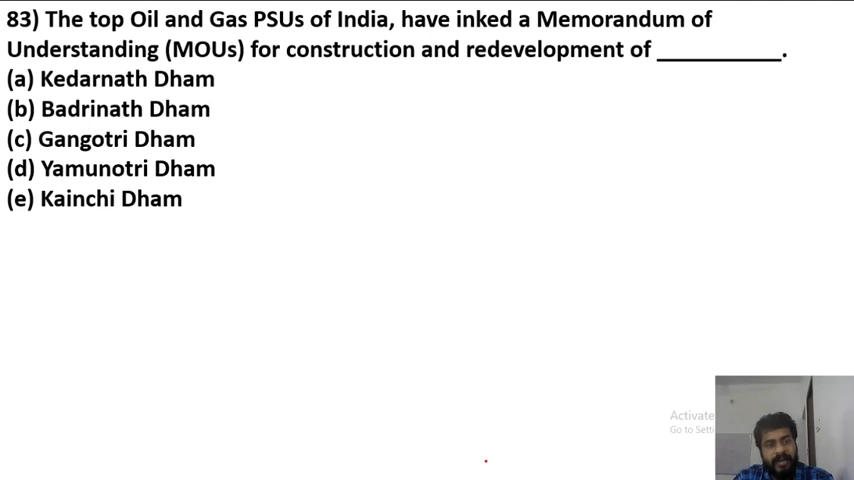 83) The top Oil and Gas PSUs of India, have inked a Memorandum of
Understanding (MOUs) for construction and redevelopment of __________.
(a) Kedarnath Dham
(b) Badrinath Dham
(c) Gangotri Dham
(d) Yamunotri Dham
(e) Kainchi Dham
Activate
Go to Setti